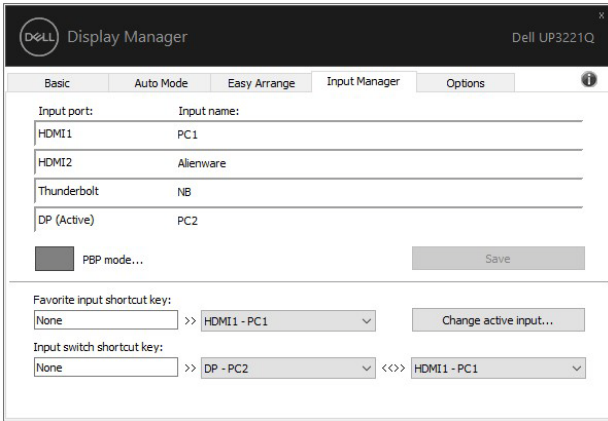 x
DELL Display Manager Dell UP3221Q
Basic Auto Mode Easy Arrange Input Manager Options i
Input port: Input name:
HDMI1 PC1
HDMI2 Alienware
Thunderbolt NB
DP (Active) PC2
PBP mode... Save
Favorite input shortcut key:
None >> HDMI1 - PC1 Change active input...
Input switch shortcut key:
None >> DP - PC2 <<>> HDMI1 - PC1